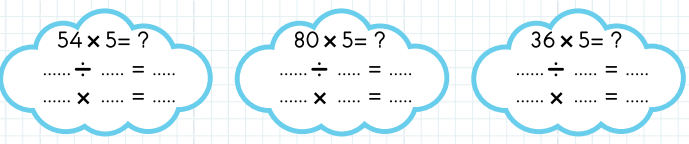 54 × 5= ?
...... ÷ ..... = .....
...... × ..... = .....
80 × 5= ?
...... ÷ ..... = .....
...... × ..... = .....
36 × 5= ?
...... ÷ ..... = .....
...... × ..... = .....